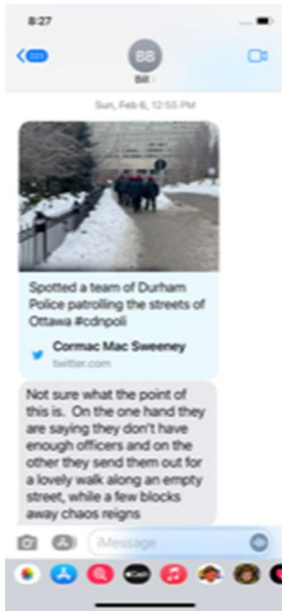 8:27
BB
Bill
Sun, Feb 6, 12:55 PM
Spotted a team of Durham
Police patrolling the streets of
Ottawa #cdnpoli
Cormac Mac Sweeney
twitter.com
Not sure what the point of
this is. On the one hand they
are saying they don't have
enough officers and on the
other they send them out for
a lovely walk along an empty
street, while a few blocks
away chaos reigns
iMessage